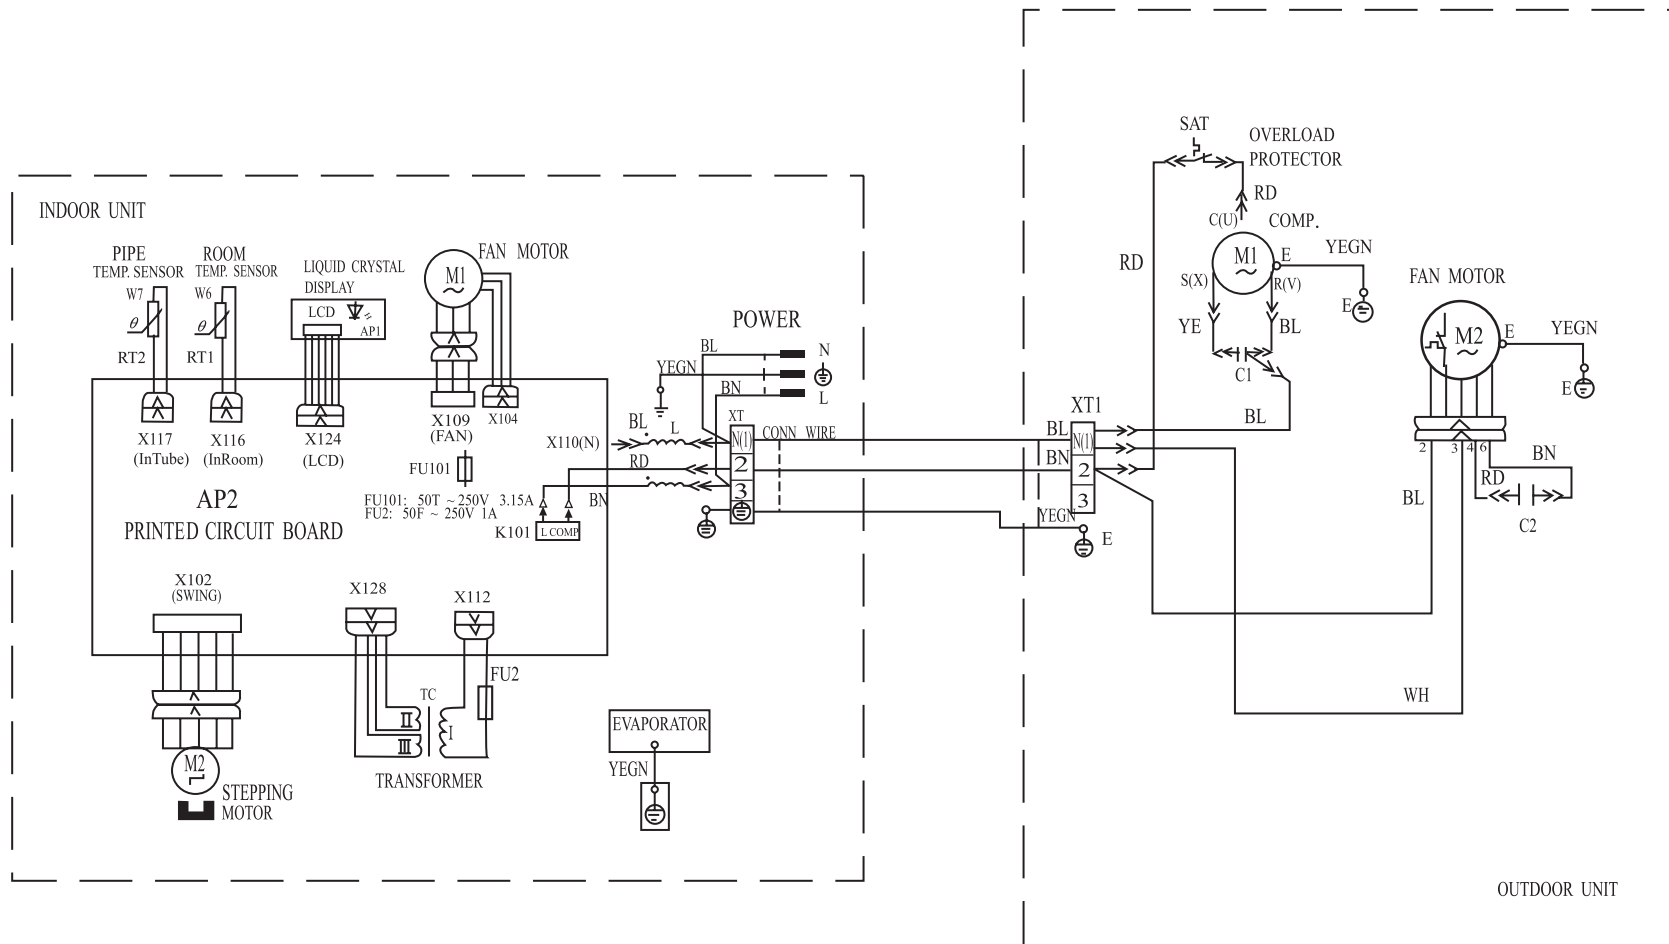 INDOOR UNIT
PIPE
TEMP. SENSOR
ROOM
TEMP. SENSOR
LIQUID CRYSTAL
DISPLAY
FAN MOTOR
W7
W6
θ
θ
RT2
RT1
LCD
AP1
M1
X117
(InTube)
X116
(InRoom)
X124
(LCD)
X109
(FAN)
X104
FU101
AP2
PRINTED CIRCUIT BOARD
FU101: 50T ~250V 3.15A
FU2: 50F ~ 250V 1A
K101
L COMP
X110(N)
BL
L
RD
BN
POWER
BL
YEGN
BN
N
L
XT
N(1)
2
3
CONN WIRE
X102
(SWING)
X128
X112
FU2
TC
II
III
I
TRANSFORMER
M2
STEPPING
MOTOR
EVAPORATOR
YEGN
SAT
OVERLOAD
PROTECTOR
RD
RD
C(U)
COMP.
M1
E
YEGN
S(X)
R(V)
E
YE
BL
C1
BL
XT1
BL
N(1)
BN
2
3
YEGN
E
FAN MOTOR
M2
E
YEGN
E
2
3
4
6
BN
RD
BL
C2
WH
OUTDOOR UNIT